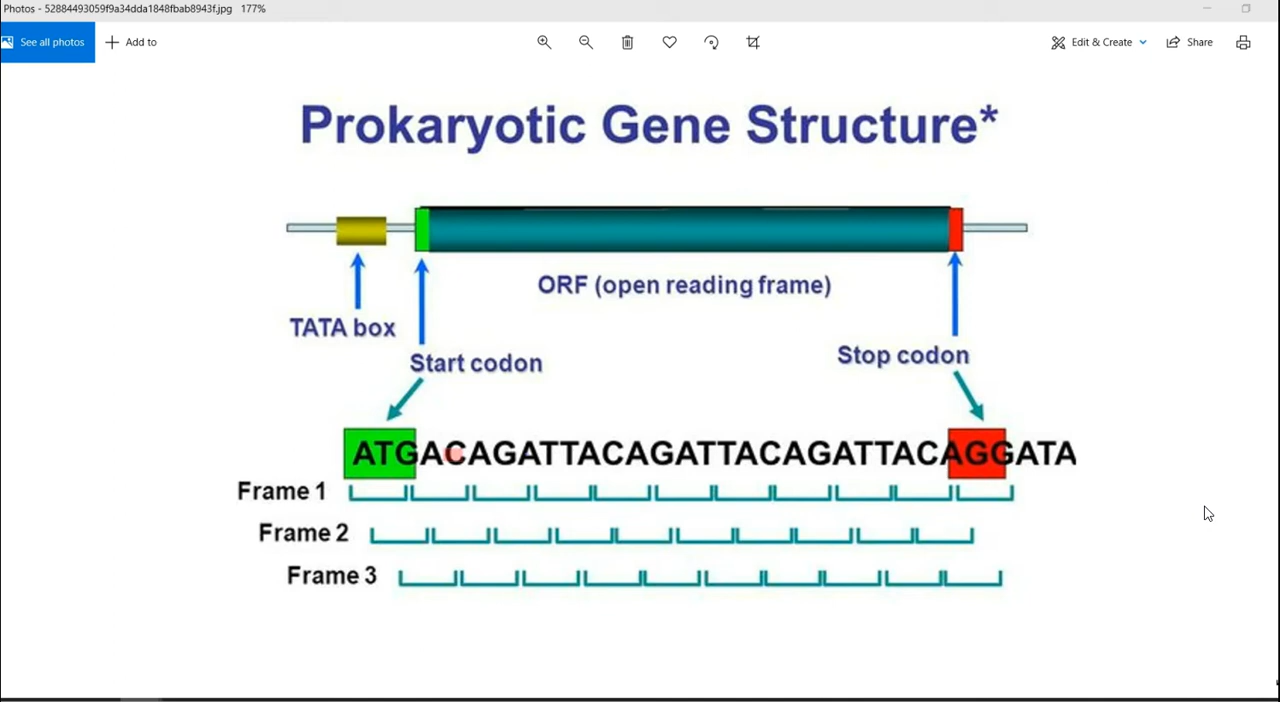 Photos - 52884493059f9a34dda1848fbab8943f.jpg 177%
See all photos
Add to
Edit & Create
Share
Prokaryotic Gene Structure*
ORF (open reading frame)
TATA box
Start codon
Stop codon
ATGACAGATTACAGATTACAGATTACAGGATA
Frame 1
Frame 2
Frame 3